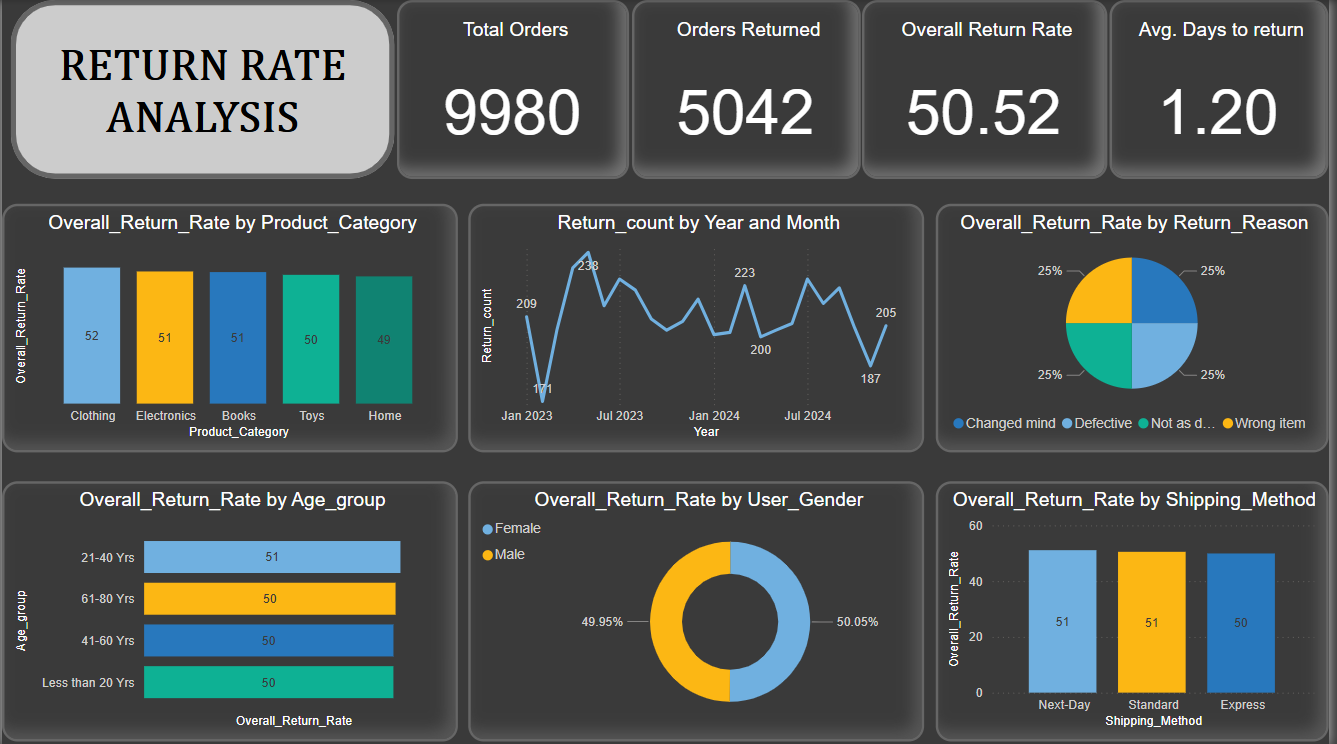 RETURN RATE
ANALYSIS
Total Orders
9980
Orders Returned
5042
Overall Return Rate
50.52
Avg. Days to return
1.20
Overall_Return_Rate by Product_Category
Overall_Return_Rate
52
51
51
50
49
Clothing
Electronics
Books
Toys
Home
Product_Category
Return_count by Year and Month
Return_count
238
223
209
205
200
187
171
Jan 2023
Jul 2023
Jan 2024
Jul 2024
Year
Overall_Return_Rate by Return_Reason
25%
25%
25%
25%
Changed mind
Defective
Not as d...
Wrong item
Overall_Return_Rate by Age_group
Age_group
21-40 Yrs
51
61-80 Yrs
50
41-60 Yrs
50
Less than 20 Yrs
50
Overall_Return_Rate
Overall_Return_Rate by User_Gender
Female
Male
49.95%
50.05%
Overall_Return_Rate by Shipping_Method
Overall_Return_Rate
60
40
20
0
51
51
50
Next-Day
Standard
Express
Shipping_Method